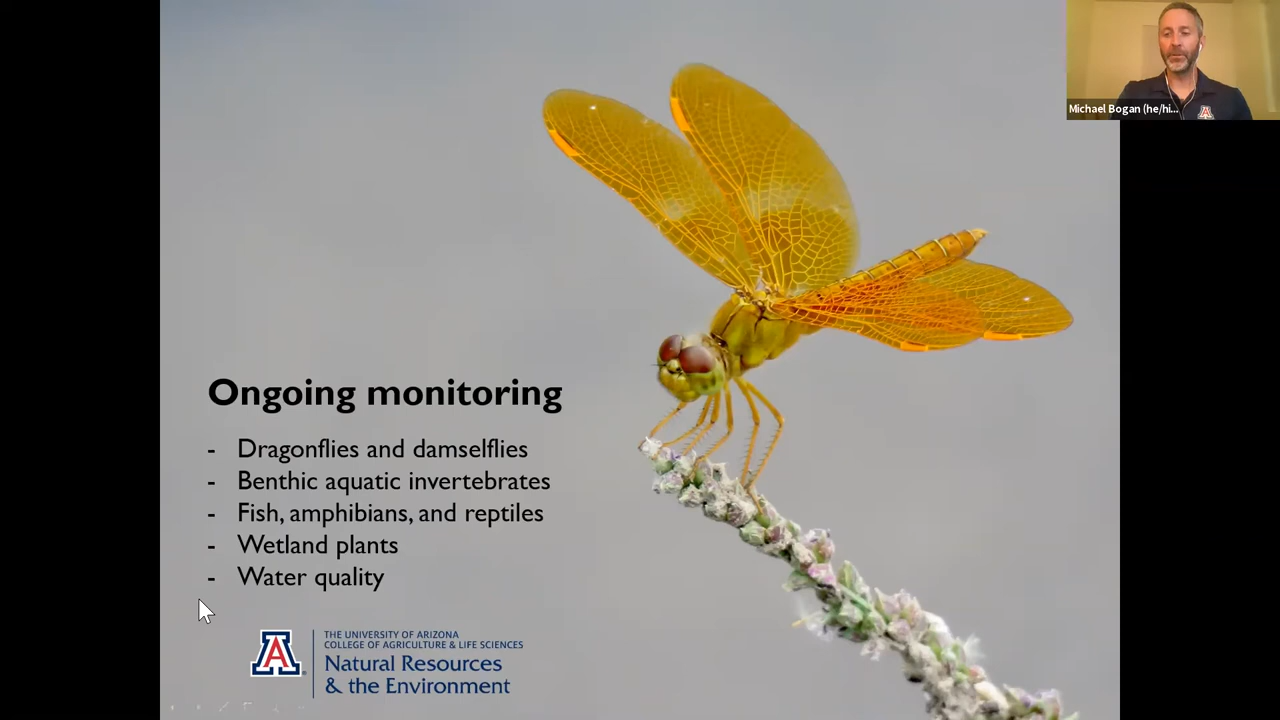 Michael Bogan (he/hi...
Ongoing monitoring
- Dragonflies and damselflies
- Benthic aquatic invertebrates
- Fish, amphibians, and reptiles
- Wetland plants
- Water quality
A
THE UNIVERSITY OF ARIZONA
COLLEGE OF AGRICULTURE & LIFE SCIENCES
Natural Resources
& the Environment
A